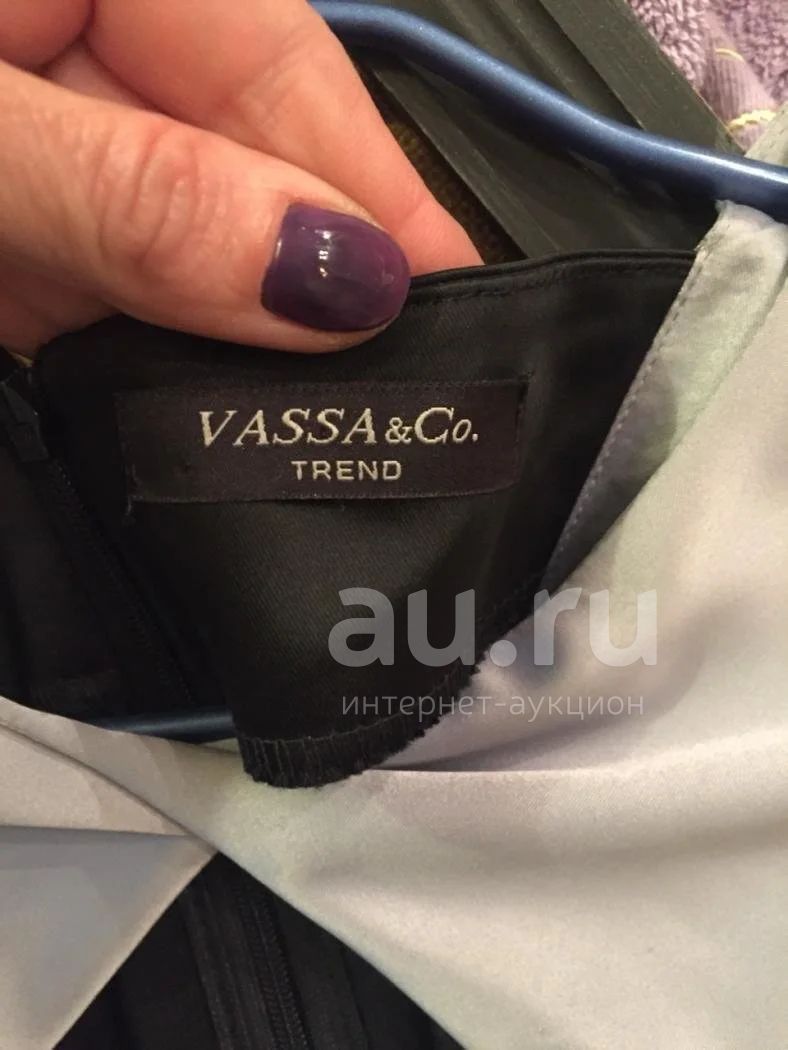 VASSA & Co.
TREND
au.ru
интернет-аукцион